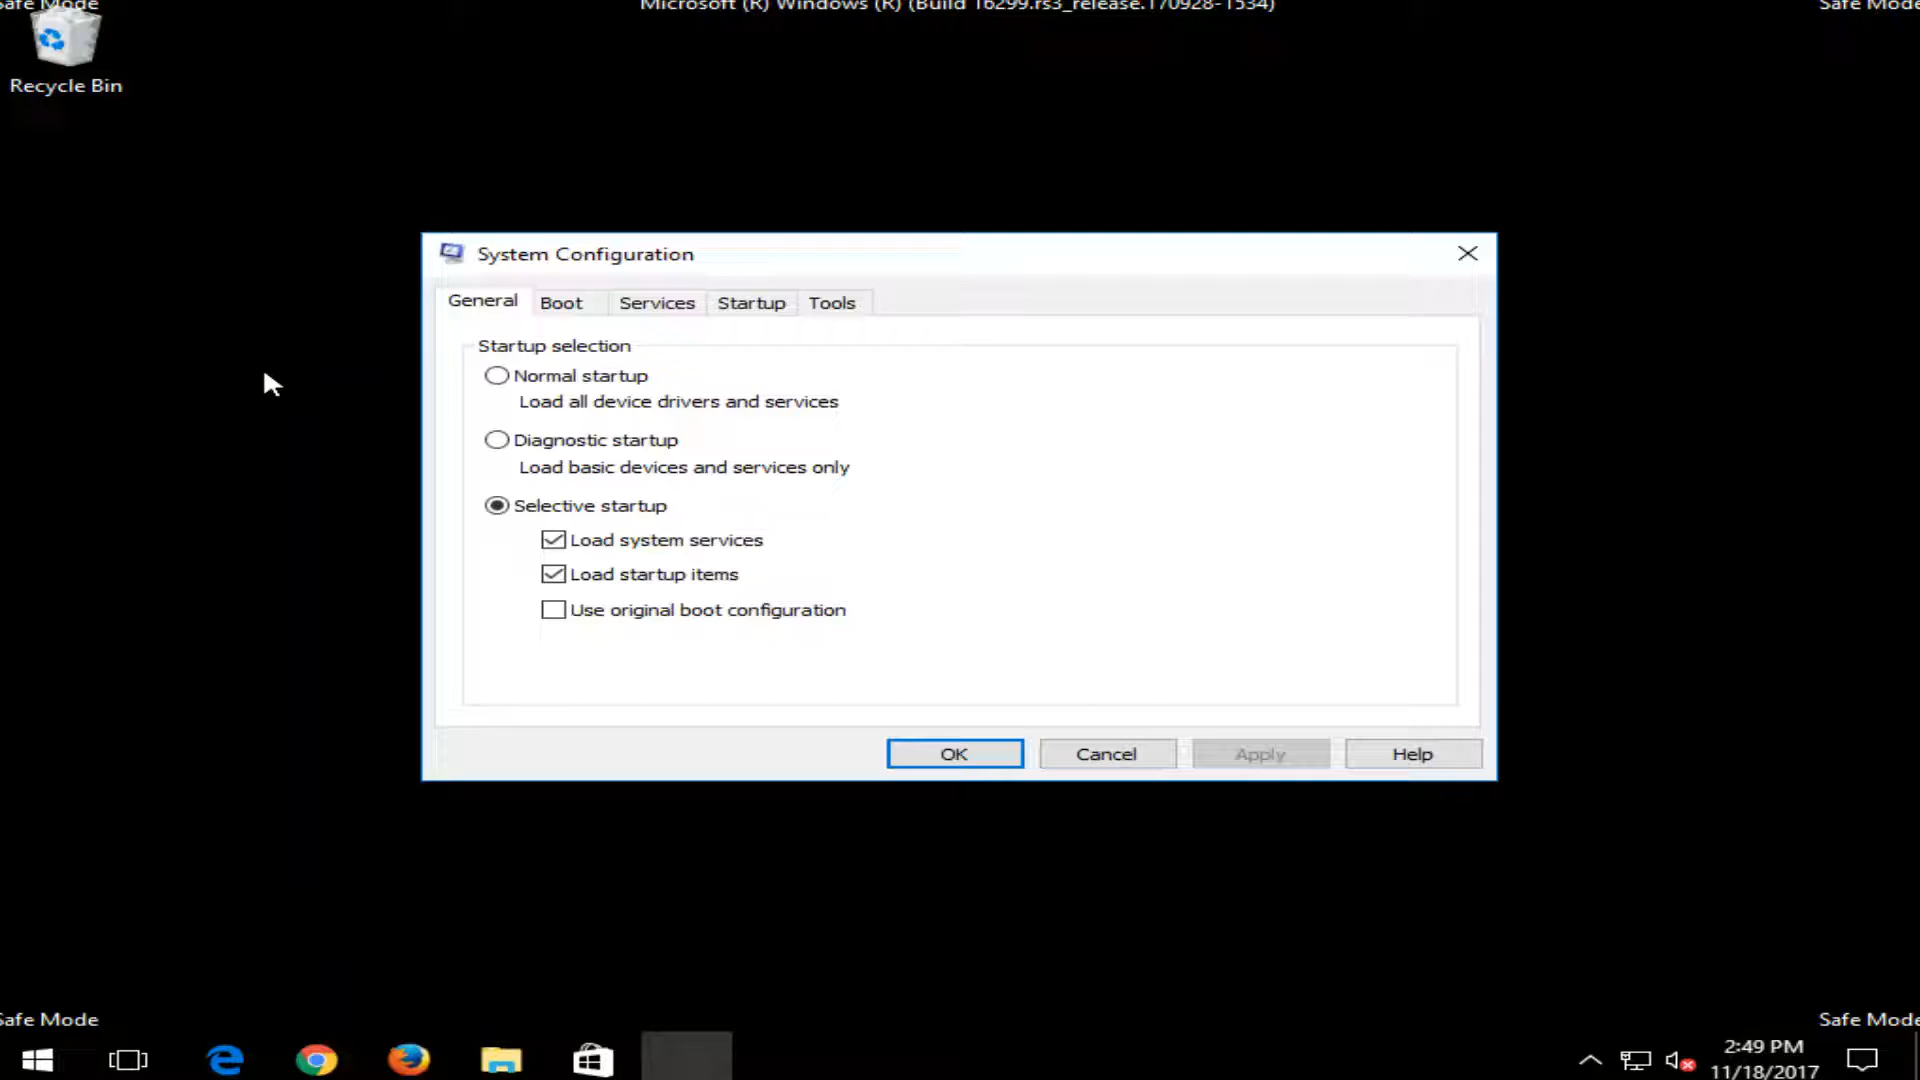 Safe Mode
Microsoft (R) Windows (R) (Build 16299.rs3_release.170928-1534)
Safe Mode
Recycle Bin
System Configuration
General
Boot
Services
Startup
Tools
Startup selection
Normal startup
Load all device drivers and services
Diagnostic startup
Load basic devices and services only
Selective startup
Load system services
Load startup items
Use original boot configuration
OK
Cancel
Apply
Help
Safe Mode
Safe Mode
2:49 PM
11/18/2017